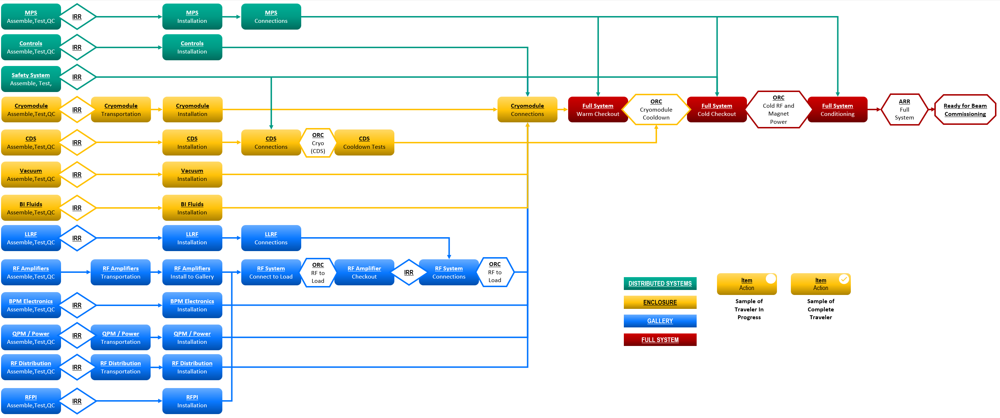 MPS
Assemble,Test,QC
IRR
MPS
Installation
MPS
Connections
Controls
Assemble,Test,QC
IRR
Controls
Installation
Safety System
Assemble, Test,
IRR
Cryomodule
Assemble,Test,QC
IRR
Cryomodule
Transportation
Cryomodule
Installation
Cryomodule
Connections
Full System
Warm Checkout
ORC
Cryomodule
Cooldown
Full System
Cold Checkout
ORC
Cold RF and
Magnet
Power
Full System
Conditioning
ARR
Full
System
Ready for Beam
Commissioning
CDS
Assemble,Test,QC
IRR
CDS
Installation
CDS
Connections
ORC
Cryo
(CDS)
CDS
Cooldown Tests
Vacuum
Assemble,Test,QC
IRR
Vacuum
Installation
BI Fluids
Assemble,Test,QC
IRR
BI Fluids
Installation
LLRF
Assemble,Test,QC
IRR
LLRF
Installation
LLRF
Connections
RF Amplifiers
Assemble,Test,QC
RF Amplifiers
Transportation
RF Amplifiers
Install to Gallery
RF System
Connect to Load
ORC
RF to
Load
RF Amplifier
Checkout
IRR
RF System
Connections
ORC
RF to
Load
BPM Electronics
Assemble,Test,QC
IRR
BPM Electronics
Installation
QPM / Power
Assemble,Test,QC
IRR
QPM / Power
Transportation
QPM / Power
Installation
RF Distribution
Assemble,Test,QC
IRR
RF Distribution
Transportation
RF Distribution
Installation
RFPI
Assemble,Test,QC
IRR
RFPI
Installation
DISTRIBUTED SYSTEMS
ENCLOSURE
GALLERY
FULL SYSTEM
Item
Action
Sample of
Traveler In
Progress
Item
Action
Sample of
Complete
Traveler